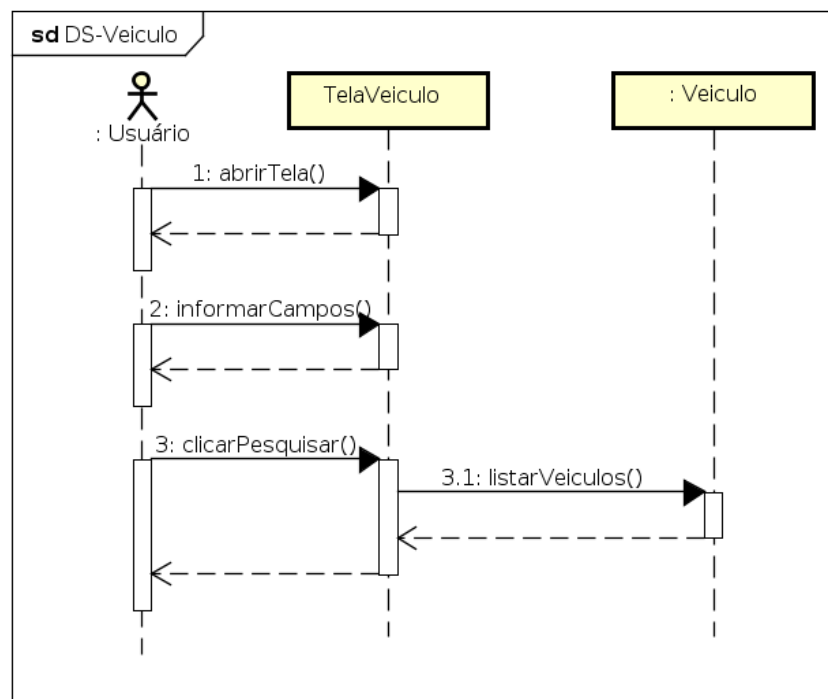 sd DS-Veiculo
: Usuário
TelaVeiculo
: Veiculo
1: abrirTela()
2: informarCampos()
3: clicarPesquisar()
3.1: listarVeiculos()